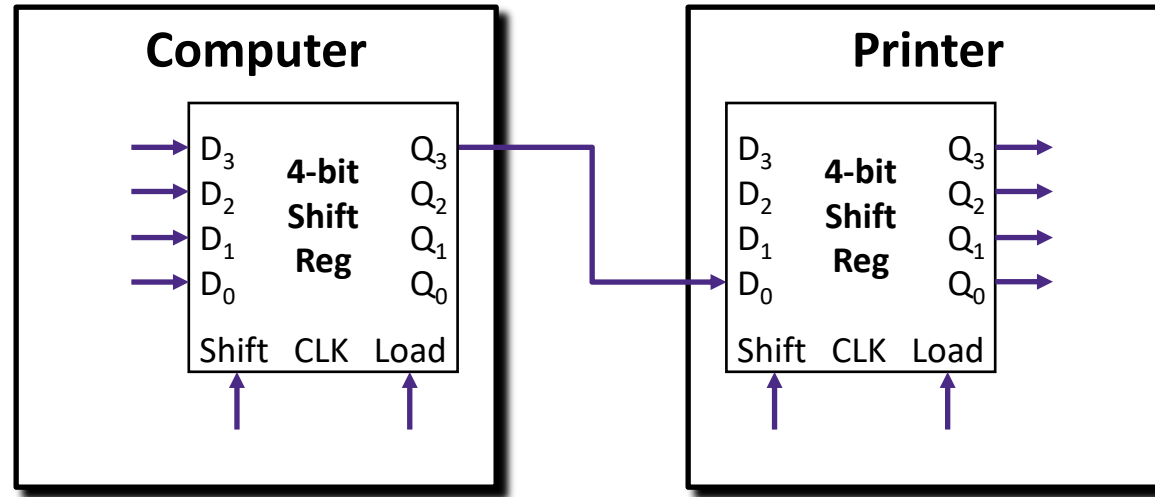 Computer
D₃ Q₃
D₂ Q₂
D₁ Q₁
D₀ Q₀
4-bit
Shift
Reg
Shift CLK Load
Printer
D₃ Q₃
D₂ Q₂
D₁ Q₁
D₀ Q₀
4-bit
Shift
Reg
Shift CLK Load